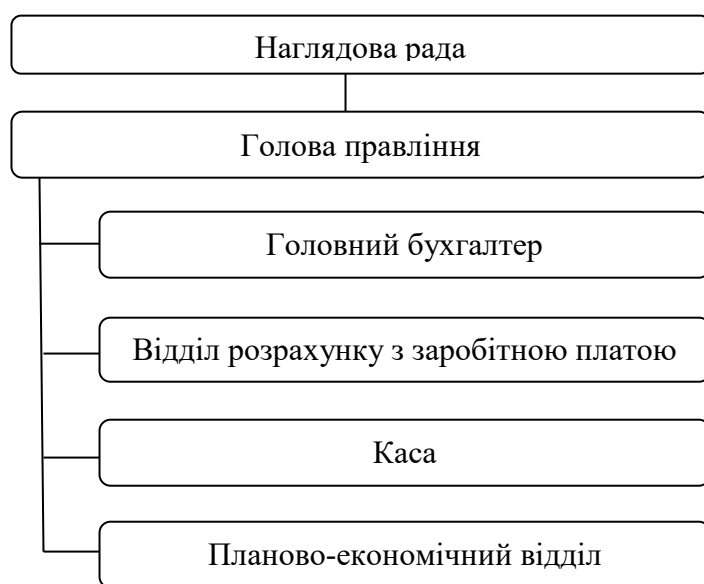 Наглядова рада
Голова правління
Головний бухгалтер
Відділ розрахунку з заробітною платою
Каса
Планово-економічний відділ